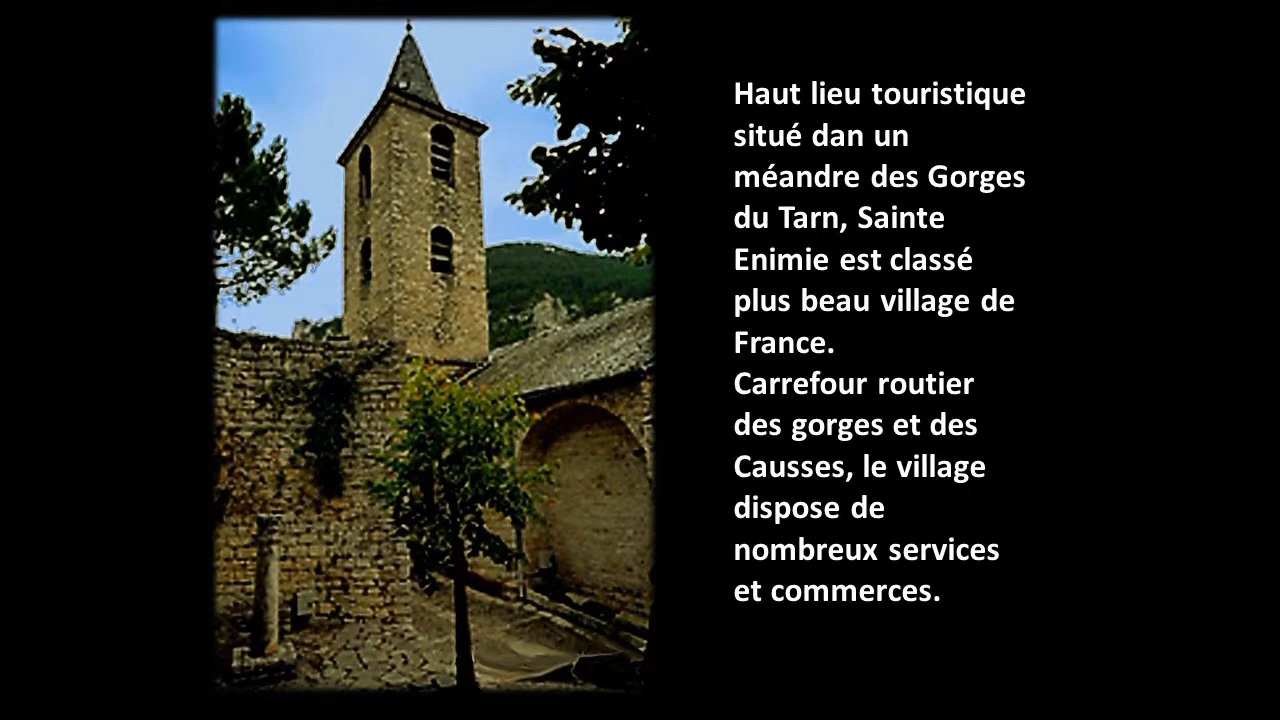 Haut lieu touristique
situé dan un
méandre des Gorges
du Tarn, Sainte
Enimie est classé
plus beau village de
France.
Carrefour routier
des gorges et des
Causses, le village
dispose de
nombreux services
et commerces.